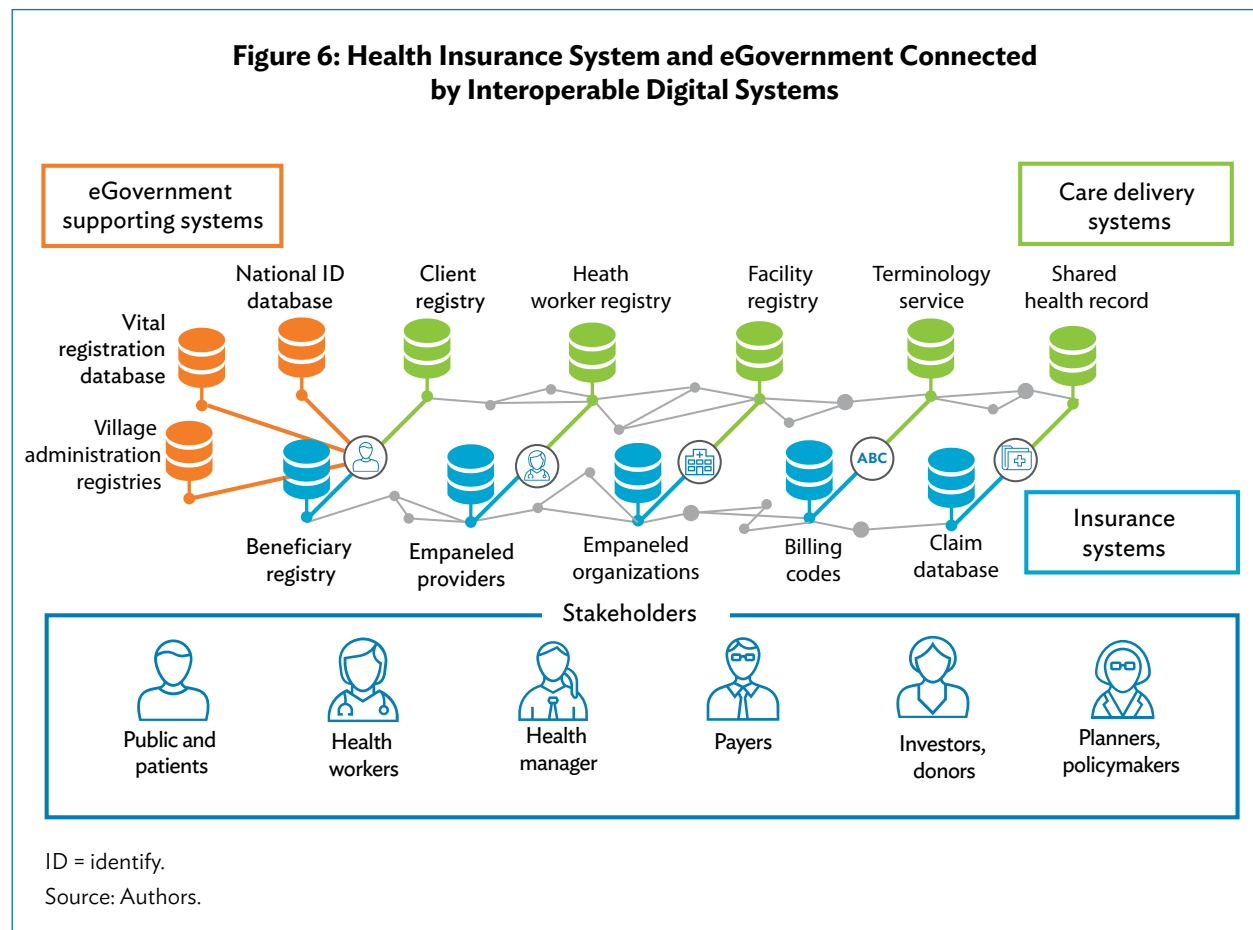 Figure 6: Health Insurance System and eGovernment Connected
by Interoperable Digital Systems
eGovernment
supporting systems
Care delivery
systems
National ID
database
Client
registry
Heath
worker registry
Facility
registry
Terminology
service
Shared
health record
Vital
registration
database
Village
administration
registries
ABC
Beneficiary
registry
Empaneled
providers
Empaneled
organizations
Billing
codes
Claim
database
Insurance
systems
Stakeholders
Public and
patients
Health
workers
Health
manager
Payers
Investors,
donors
Planners,
policymakers
ID = identify.
Source: Authors.